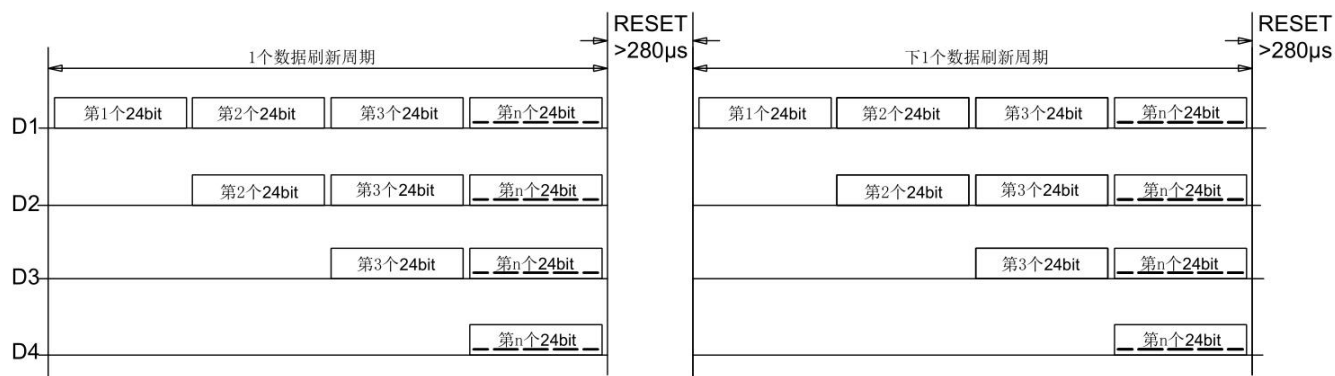 RESET
>280μs
RESET
>280μs
1个数据刷新周期
下1个数据刷新周期
D1 第1个24bit 第2个24bit 第3个24bit 第n个24bit 第1个24bit 第2个24bit 第3个24bit 第n个24bit
D2 第2个24bit 第3个24bit 第n个24bit 第2个24bit 第3个24bit 第n个24bit
D3 第3个24bit 第n个24bit 第3个24bit 第n个24bit
D4 第n个24bit 第n个24bit